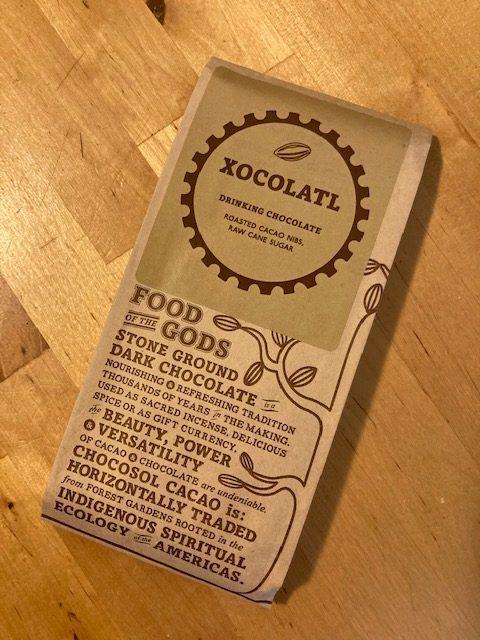 XOCOLATL
DRINKING CHOCOLATE
ROASTED CACAO NIBS,
RAW CANE SUGAR
FOOD
OF THE
GODS
STONE GROUND
DARK CHOCOLATE is a
NOURISHING & REFRESHING TRADITION
THOUSANDS OF YEARS in THE MAKING.
USED AS SACRED INCENSE, DELICIOUS
SPICE OR AS GIFT CURRENCY,
the BEAUTY, POWER
& VERSATILITY
OF CACAO & CHOCOLATE are undeniable.
CHOCOSOL CACAO is:
HORIZONTALLY TRADED
from FOREST GARDENS ROOTED in the
INDIGENOUS SPIRITUAL
ECOLOGY of the AMERICAS.